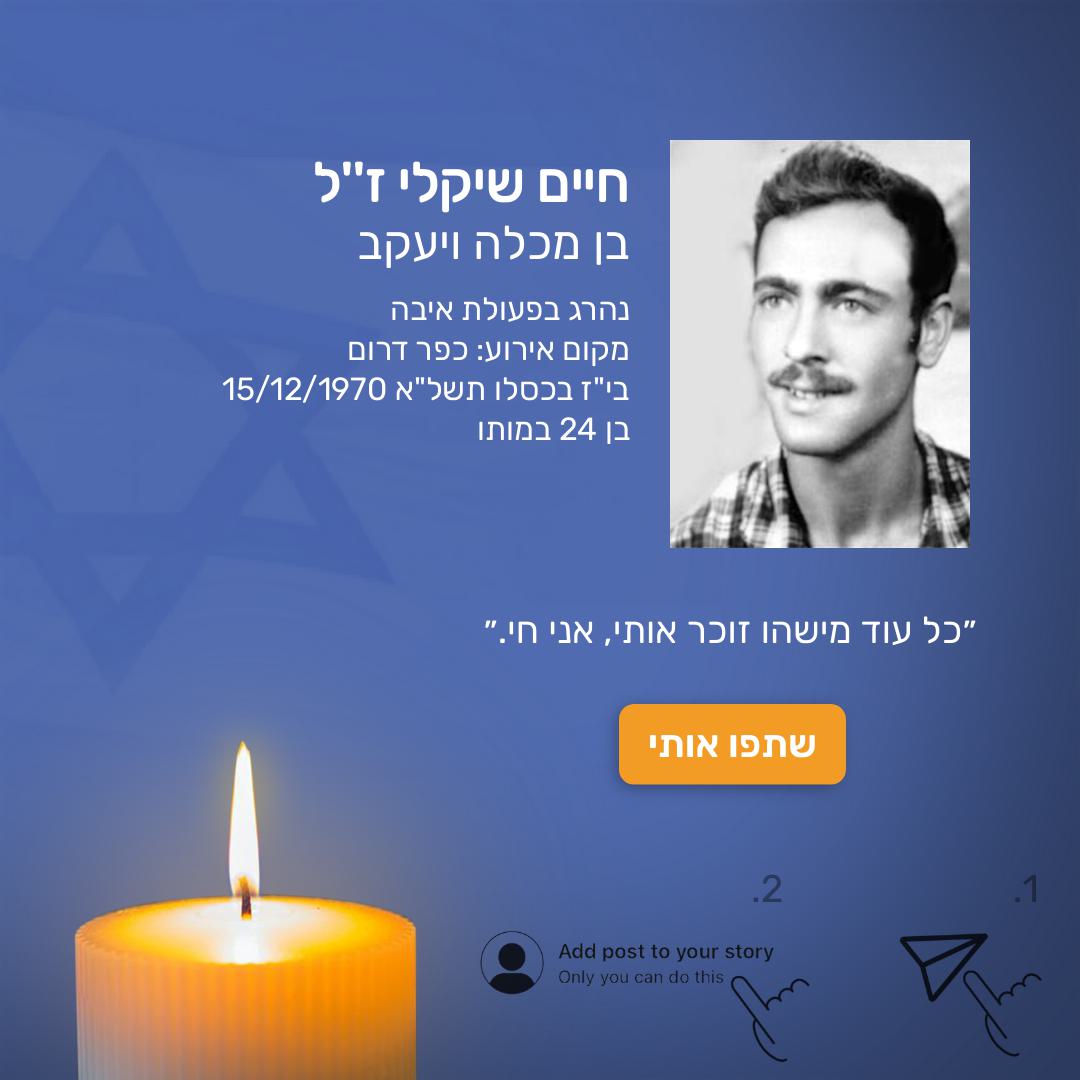 חיים שיקלי ז"ל
בן מכלה ויעקב
נהרג בפעולת איבה
מקום אירוע: כפר דרום
בי"ז בכסלו תשל"א 15/12/1970
בן 24 במותו
״כל עוד מישהו זוכר אותי, אני חי.״
שתפו אותי
1.
2.
Add post to your story
Only you can do this